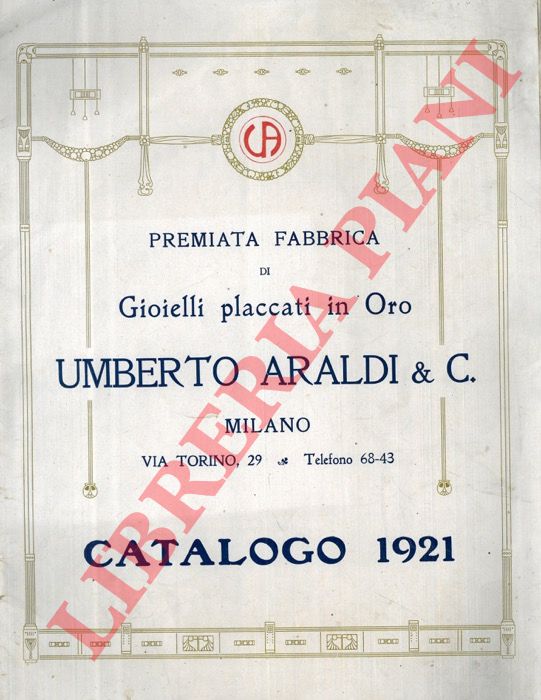 UA
PREMIATA FABBRICA
DI
Gioielli placcati in Oro
UMBERTO ARALDI & C.
MILANO
VIA TORINO, 29 Telefono 68-43
CATALOGO 1921
LIBRERIA PIANI